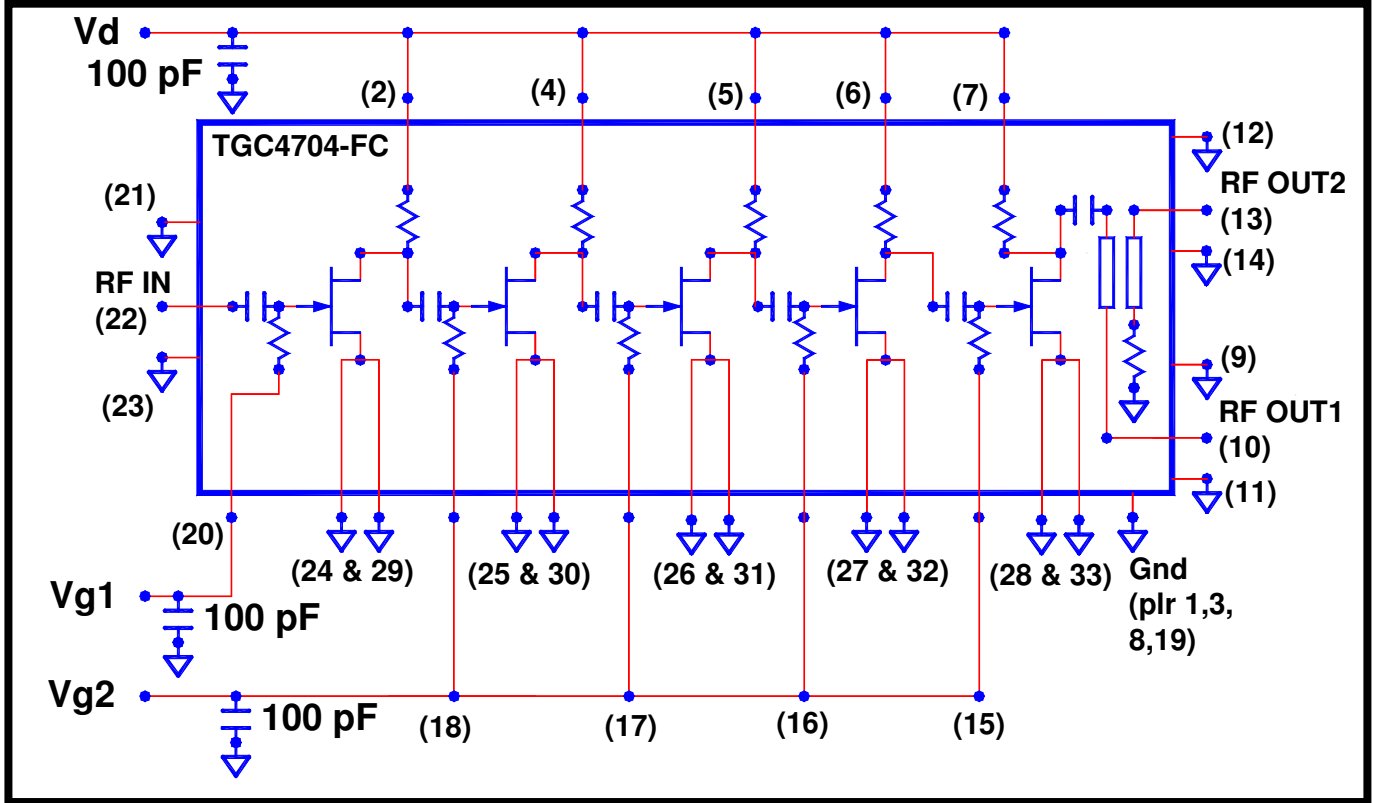 Vd
100 pF
(2)
(4)
(5)
(6)
(7)
TGC4704-FC
(12)
RF OUT2
(13)
(14)
(21)
RF IN
(22)
(23)
(9)
RF OUT1
(10)
(11)
(20)
(24 & 29)
(25 & 30)
(26 & 31)
(27 & 32)
(28 & 33)
Gnd
(plr 1,3,
8,19)
Vg1
100 pF
Vg2
100 pF
(18)
(17)
(16)
(15)